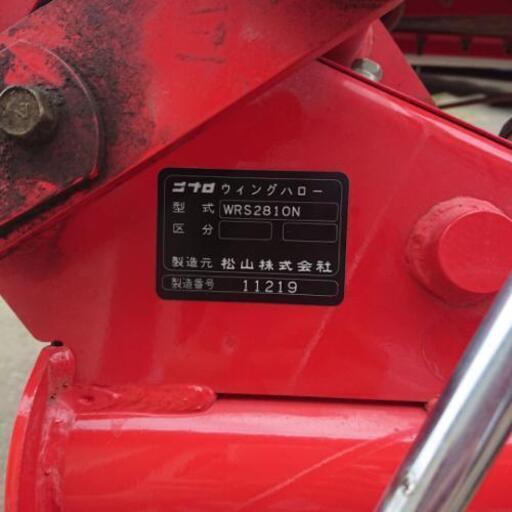 ニプロ ウィングハロー
型式 WRS2810N
区分
製造元 松山株式会社
製造番号 11219